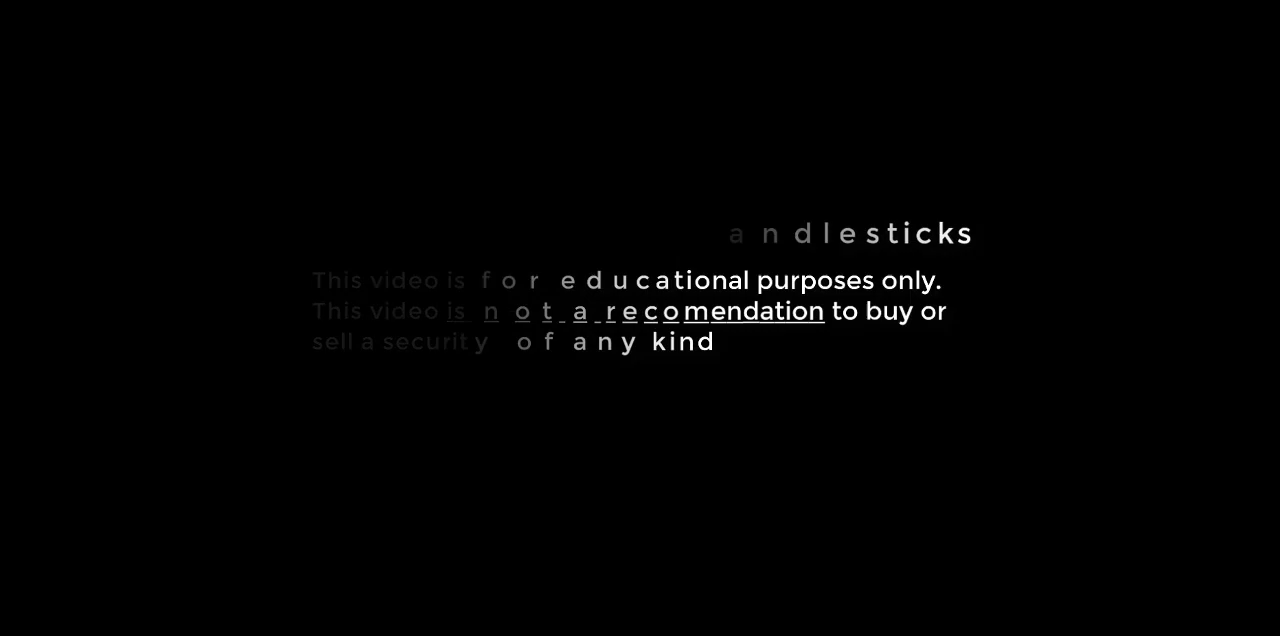 andlesticks
This video is for educational purposes only.
This video is not a recomendation to buy or
sell a security of any kind